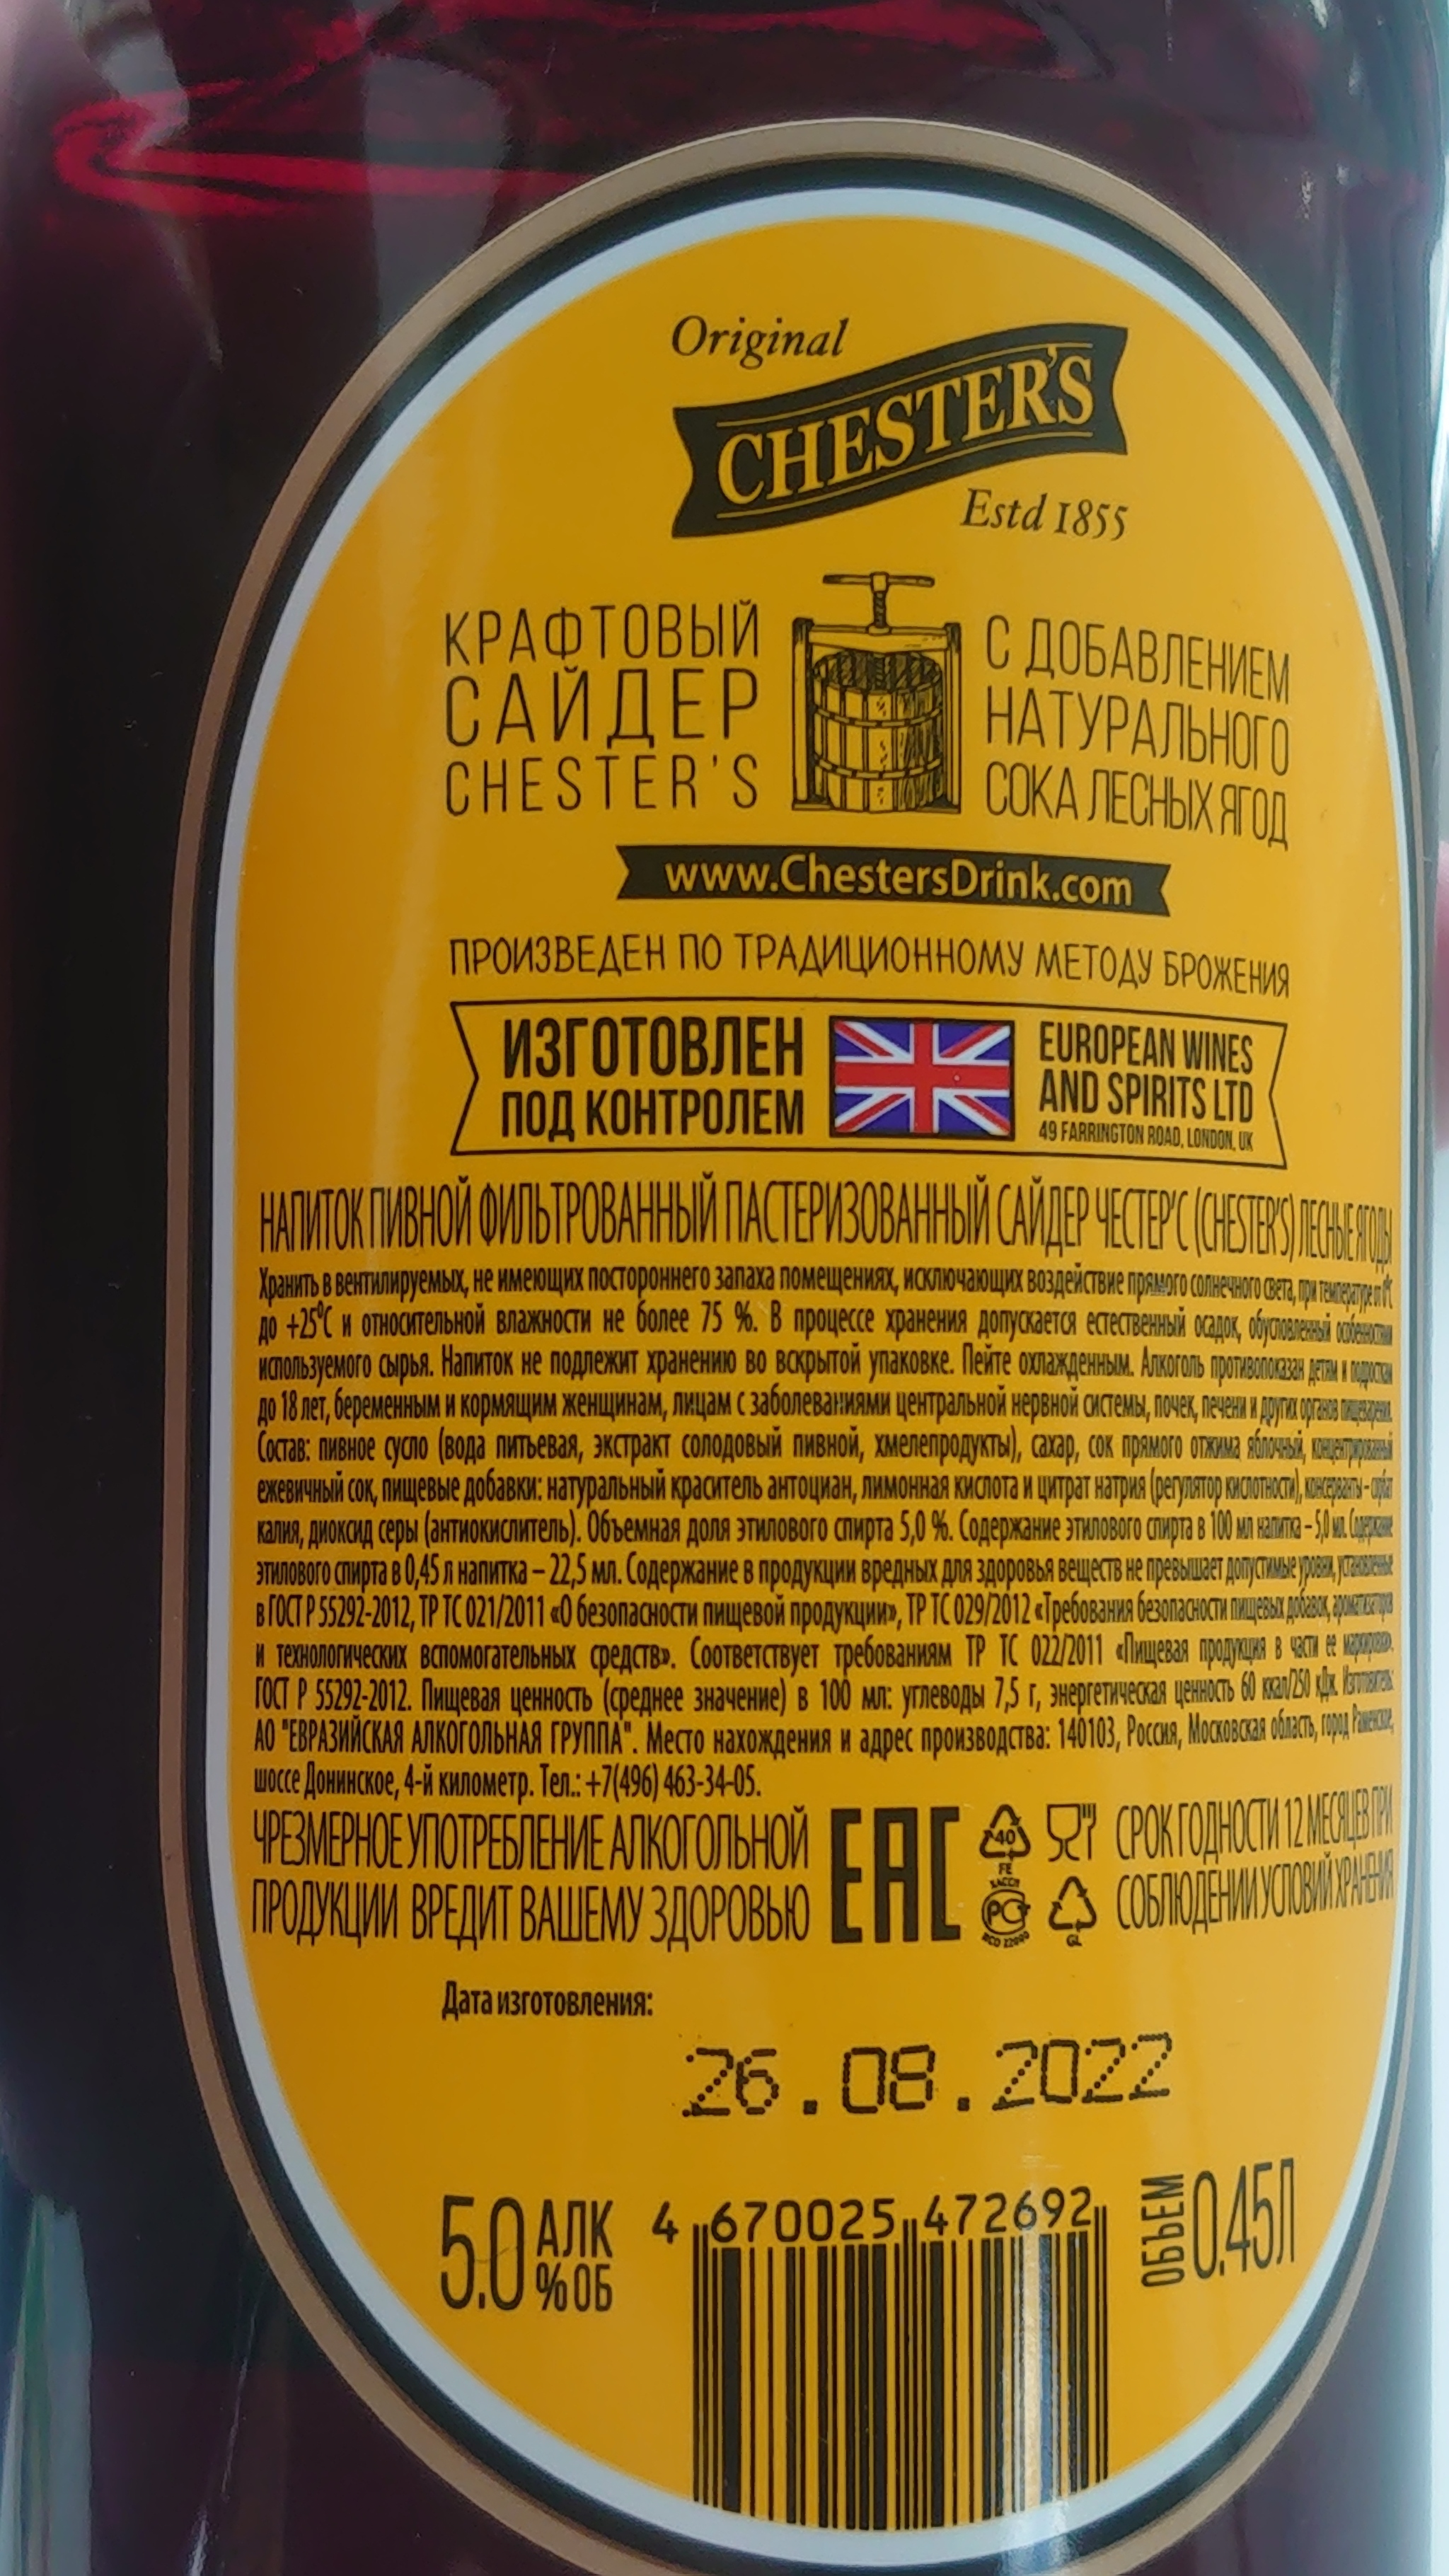 Original
CHESTER'S
Estd 1855
КРАФТОВЫЙ
САЙДЕР
CHESTER'S
С ДОБАВЛЕНИЕМ
НАТУРАЛЬНОГО
СОКА ЛЕСНЫХ ЯГОД
www.ChestersDrink.com
ПРОИЗВЕДЕН ПО ТРАДИЦИОННОМУ МЕТОДУ БРОЖЕНИЯ
ИЗГОТОВЛЕН
ПОД КОНТРОЛЕМ
EUROPEAN WINES
AND SPIRITS LTD
49 FARRINGTON ROAD, LONDON, UK
НАПИТОК ПИВНОЙ ФИЛЬТРОВАННЫЙ ПАСТЕРИЗОВАННЫЙ САЙДЕР ЧЕСТЕР'С (CHESTER'S) ЛЕСНЫЕ ЯГОДЫ
Хранить в вентилируемых, не имеющих постороннего запаха помещениях, исключающих воздействие прямого солнечного света, при температуре от 0°C
до +25°C и относительной влажности не более 75 %. В процессе хранения допускается естественный осадок, обусловленный особенностями
используемого сырья. Напиток не подлежит хранению во вскрытой упаковке. Пейте охлажденным. Алкоголь противопоказан детям и подросткам
до 18 лет, беременным и кормящим женщинам, лицам с заболеваниями центральной нервной системы, почек, печени и других органов пищеварения.
Состав: пивное сусло (вода питьевая, экстракт солодовый пивной, хмелепродукты), сахар, сок прямого отжима яблочный, концентрированный
ежевичный сок, пищевые добавки: натуральный краситель антоциан, лимонная кислота и цитрат натрия (регулятор кислотности), консерванты – сорбат
калия, диоксид серы (антиокислитель). Объемная доля этилового спирта 5,0 %. Содержание этилового спирта в 100 мл напитка – 5,0 мл. Содержание
этилового спирта в 0,45 л напитка – 22,5 мл. Содержание в продукции вредных для здоровья веществ не превышает допустимые уровни, установленные
в ГОСТ Р 55292-2012, ТР ТС 021/2011 «О безопасности пищевой продукции», ТР ТС 029/2012 «Требования безопасности пищевых добавок, ароматизаторов
и технологических вспомогательных средств». Соответствует требованиям ТР ТС 022/2011 «Пищевая продукция в части ее маркировки».
ГОСТ Р 55292-2012. Пищевая ценность (среднее значение) в 100 мл: углеводы 7,5 г, энергетическая ценность 60 ккал/250 кДж. Изготовитель:
АО "ЕВРАЗИЙСКАЯ АЛКОГОЛЬНАЯ ГРУППА". Место нахождения и адрес производства: 140103, Россия, Московская область, город Раменское,
шоссе Донинское, 4-й километр. Тел.: +7(496) 463-34-05.
ЧРЕЗМЕРНОЕ УПОТРЕБЛЕНИЕ АЛКОГОЛЬНОЙ
ПРОДУКЦИИ ВРЕДИТ ВАШЕМУ ЗДОРОВЬЮ
EAC
40
FE
ХАССП
РСТ
ИСО 22000
GL
СРОК ГОДНОСТИ 12 МЕСЯЦЕВ ПРИ
СОБЛЮДЕНИИ УСЛОВИЙ ХРАНЕНИЯ
Дата изготовления:
26.08.2022
5.0 АЛК
%ОБ
4 670025 472692
ОБЪЕМ 0.45Л